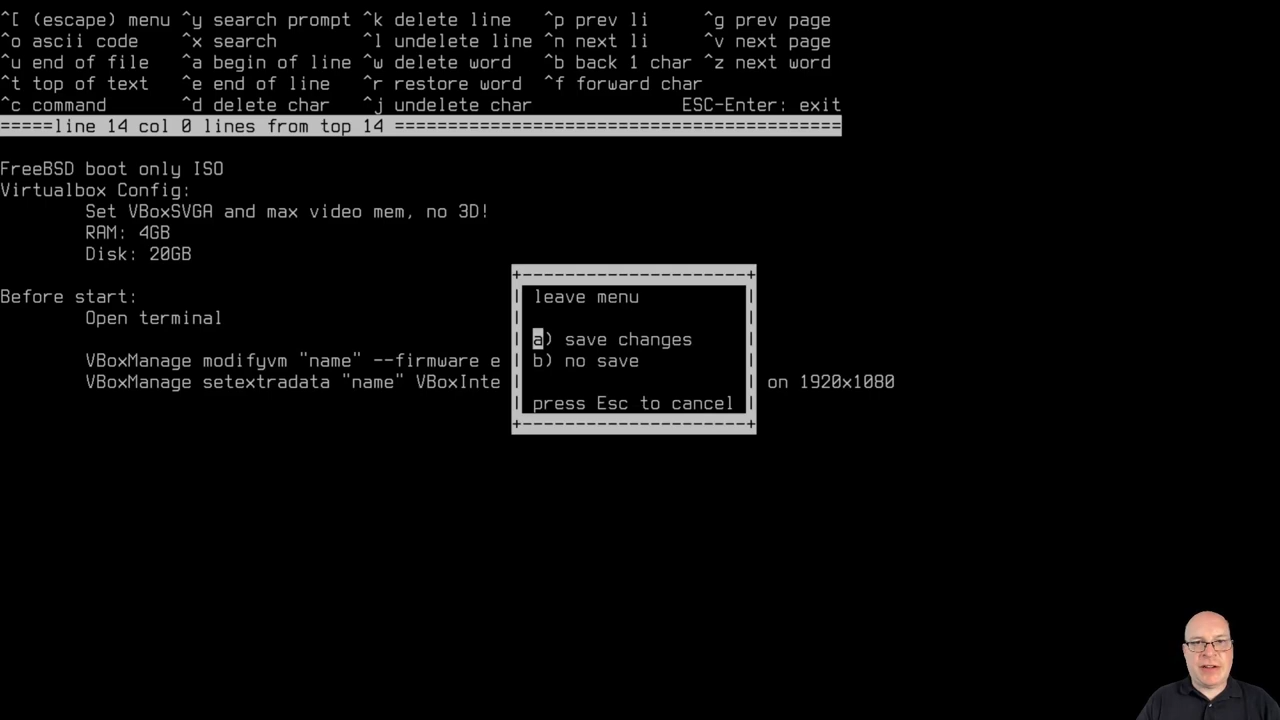 ^[ (escape) menu ^y search prompt ^k delete line ^p prev li ^g prev page
^o ascii code ^x search ^l undelete line ^n next li ^v next page
^u end of file ^a begin of line ^w delete word ^b back 1 char ^z next word
^t top of text ^e end of line ^r restore word ^f forward char
^c command ^d delete char ^j undelete char ESC-Enter: exit
=====line 14 col 0 lines from top 14 ==========================================
FreeBSD boot only ISO
Virtualbox Config:
Set VBoxSVGA and max video mem, no 3D!
RAM: 4GB
Disk: 20GB
Before start:
Open terminal
VBoxManage modifyvm "name" --firmware e
VBoxManage setextradata "name" VBoxInte on 1920x1080
leave menu
a) save changes
b) no save
press Esc to cancel